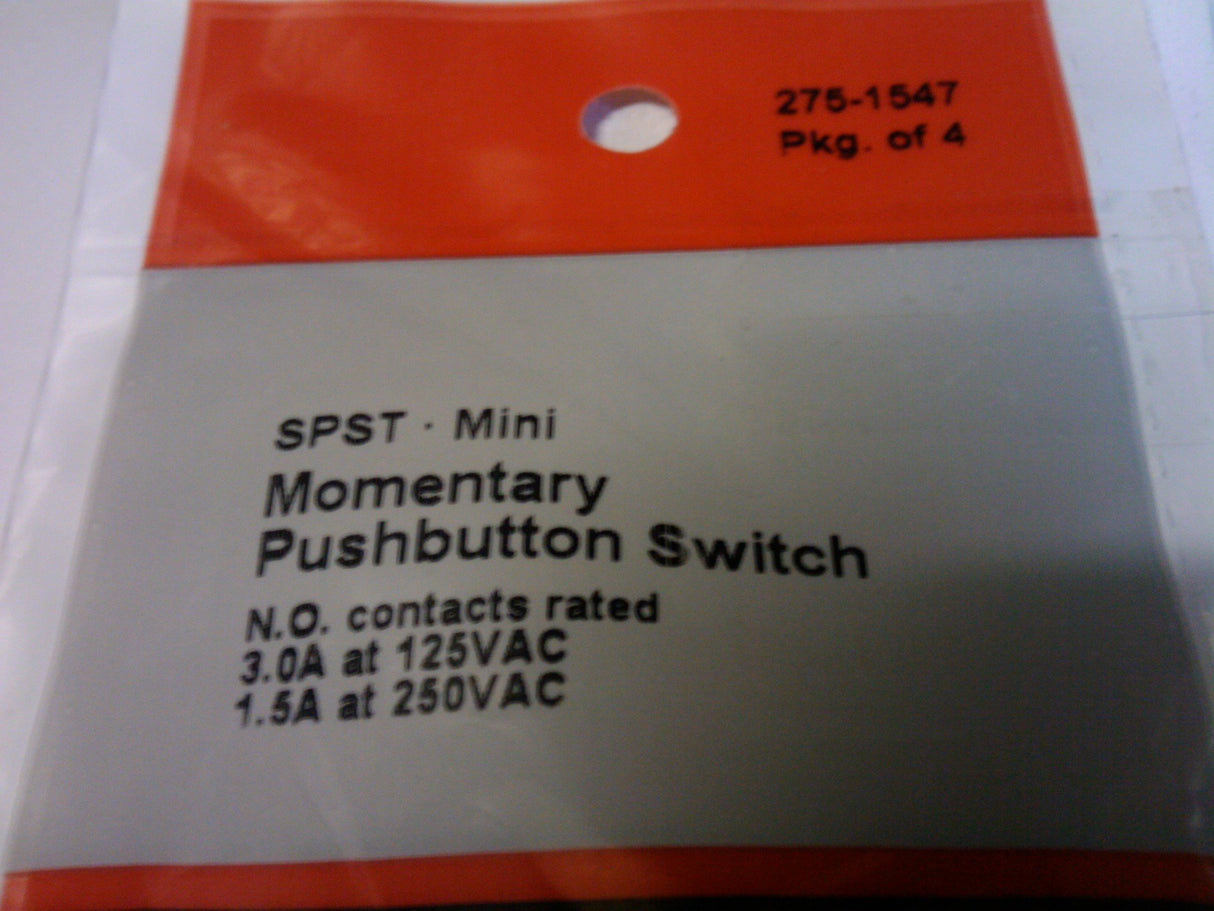 275-1547
Pkg. of 4
SPST · Mini
Momentary
Pushbutton Switch
N.O. contacts rated
3.0A at 125VAC
1.5A at 250VAC